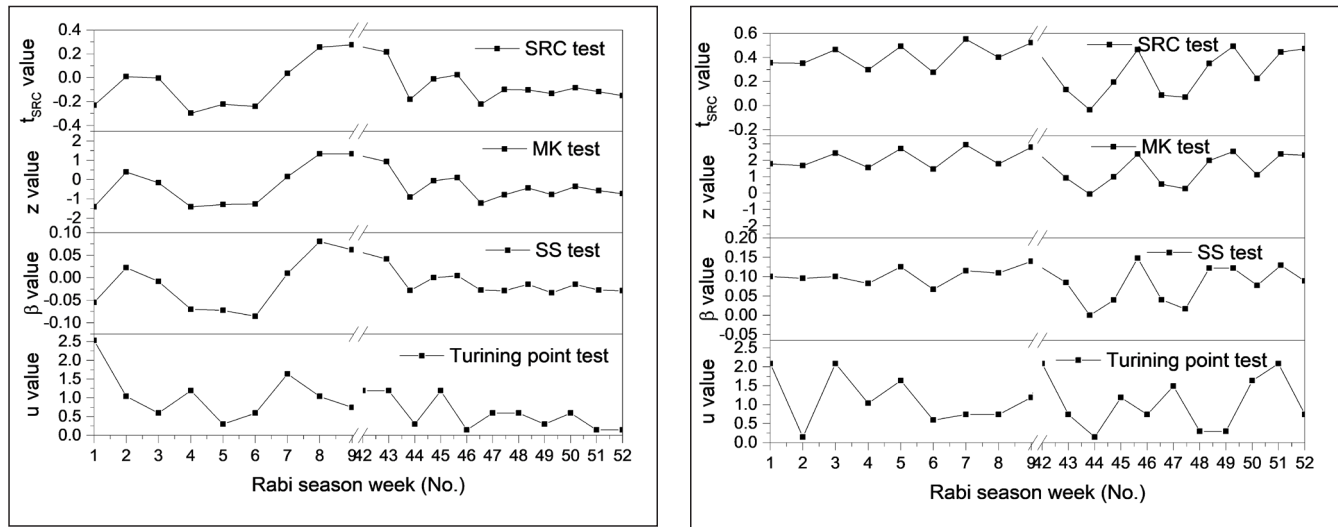 0.4
0.2
0.0
-0.2
-0.4
tSRC value
SRC test
2
1
0
-1
-2
z value
MK test
0.10
0.05
0.00
-0.05
-0.10
β value
SS test
2.5
2.0
1.5
1.0
0.5
0.0
u value
Turining point test
1 2 3 4 5 6 7 8 9 42 43 44 45 46 47 48 49 50 51 52
Rabi season week (No.)
0.6
0.4
0.2
0.0
-0.2
tSRC value
SRC test
3
2
1
0
-1
-2
z value
MK test
0.20
0.15
0.10
0.05
0.00
-0.05
β value
SS test
2.5
2.0
1.5
1.0
0.5
0.0
u value
Turining point test
1 2 3 4 5 6 7 8 9 42 43 44 45 46 47 48 49 50 51 52
Rabi season week (No.)